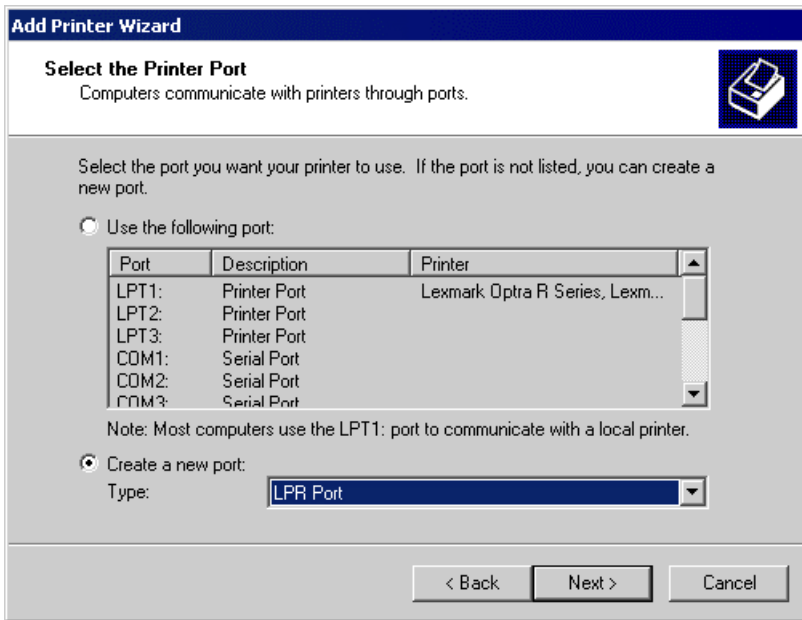 Add Printer Wizard
Select the Printer Port
Computers communicate with printers through ports.
Select the port you want your printer to use. If the port is not listed, you can create a
new port.
Use the following port:
Port Description Printer
LPT1: Printer Port Lexmark Optra R Series, Lexm...
LPT2: Printer Port
LPT3: Printer Port
COM1: Serial Port
COM2: Serial Port
COM3: Serial Port
Note: Most computers use the LPT1: port to communicate with a local printer.
Create a new port:
Type: LPR Port
< Back Next > Cancel